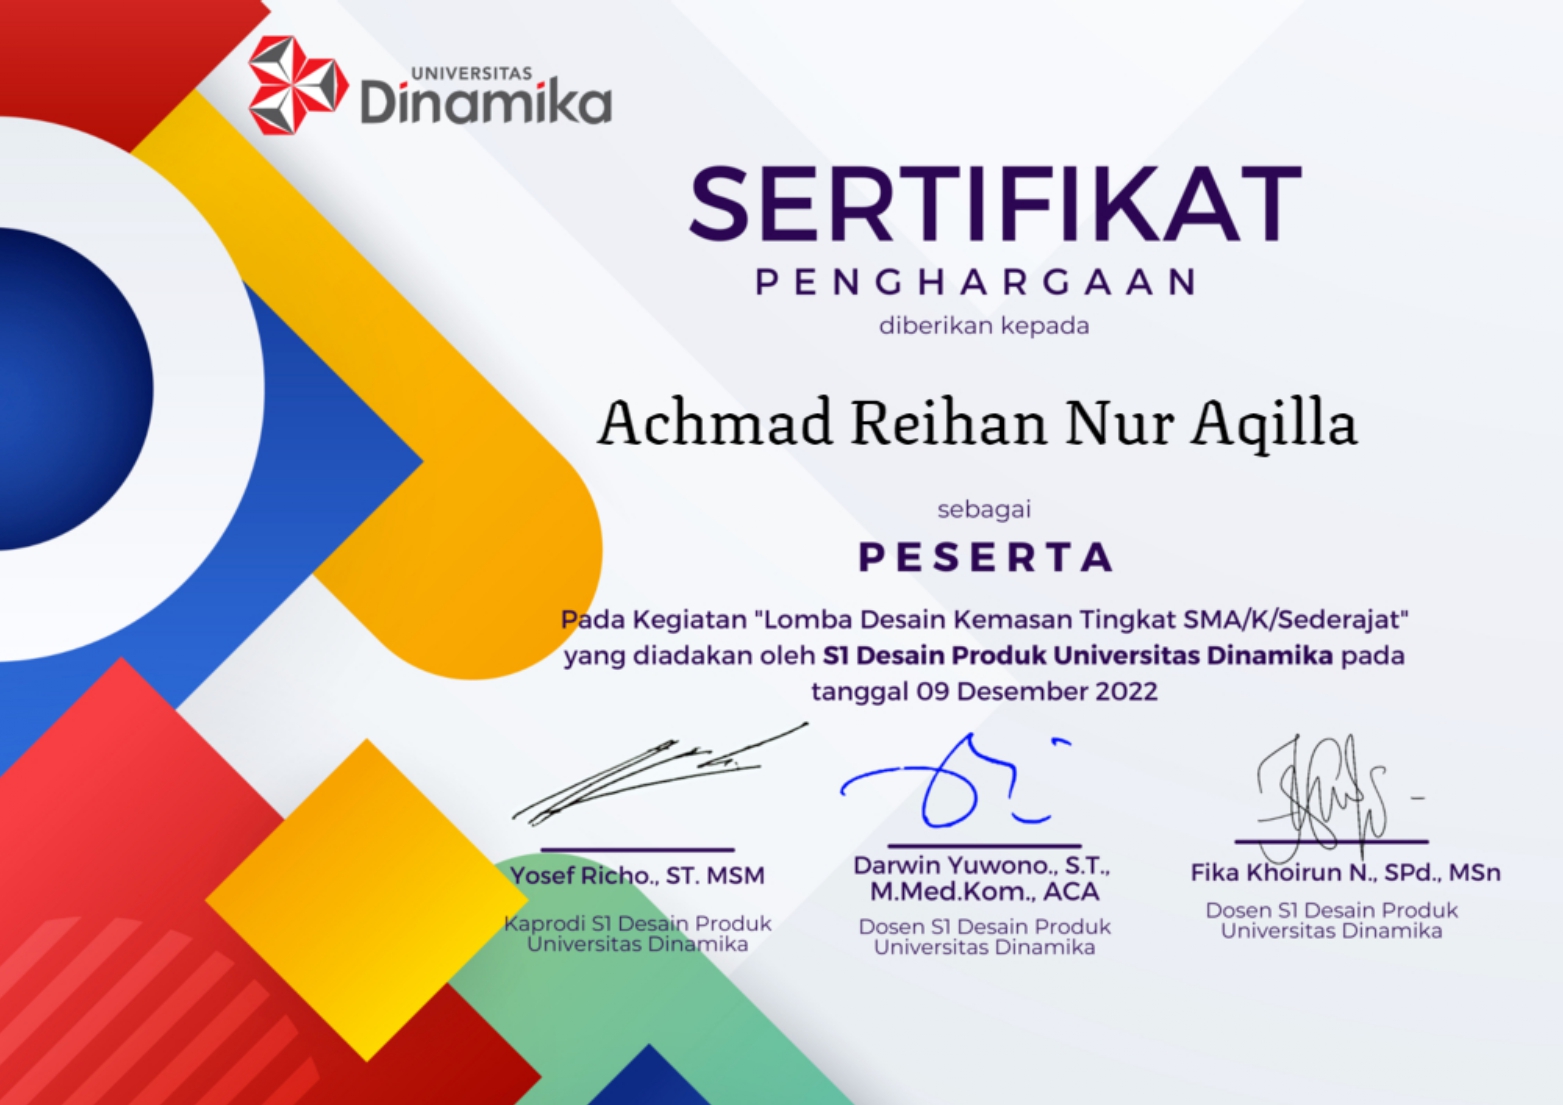 UNIVERSITAS
Dinamika
SERTIFIKAT
PENGHARGAAN
diberikan kepada
Achmad Reihan Nur Aqilla
sebagai
PESERTA
Pada Kegiatan "Lomba Desain Kemasan Tingkat SMA/K/Sederajat"
yang diadakan oleh S1 Desain Produk Universitas Dinamika pada
tanggal 09 Desember 2022
Yosef Richo., ST. MSM
Kaprodi S1 Desain Produk
Universitas Dinamika
Darwin Yuwono., S.T.,
M.Med.Kom., ACA
Dosen S1 Desain Produk
Universitas Dinamika
Fika Khoirun N., SPd., MSn
Dosen S1 Desain Produk
Universitas Dinamika